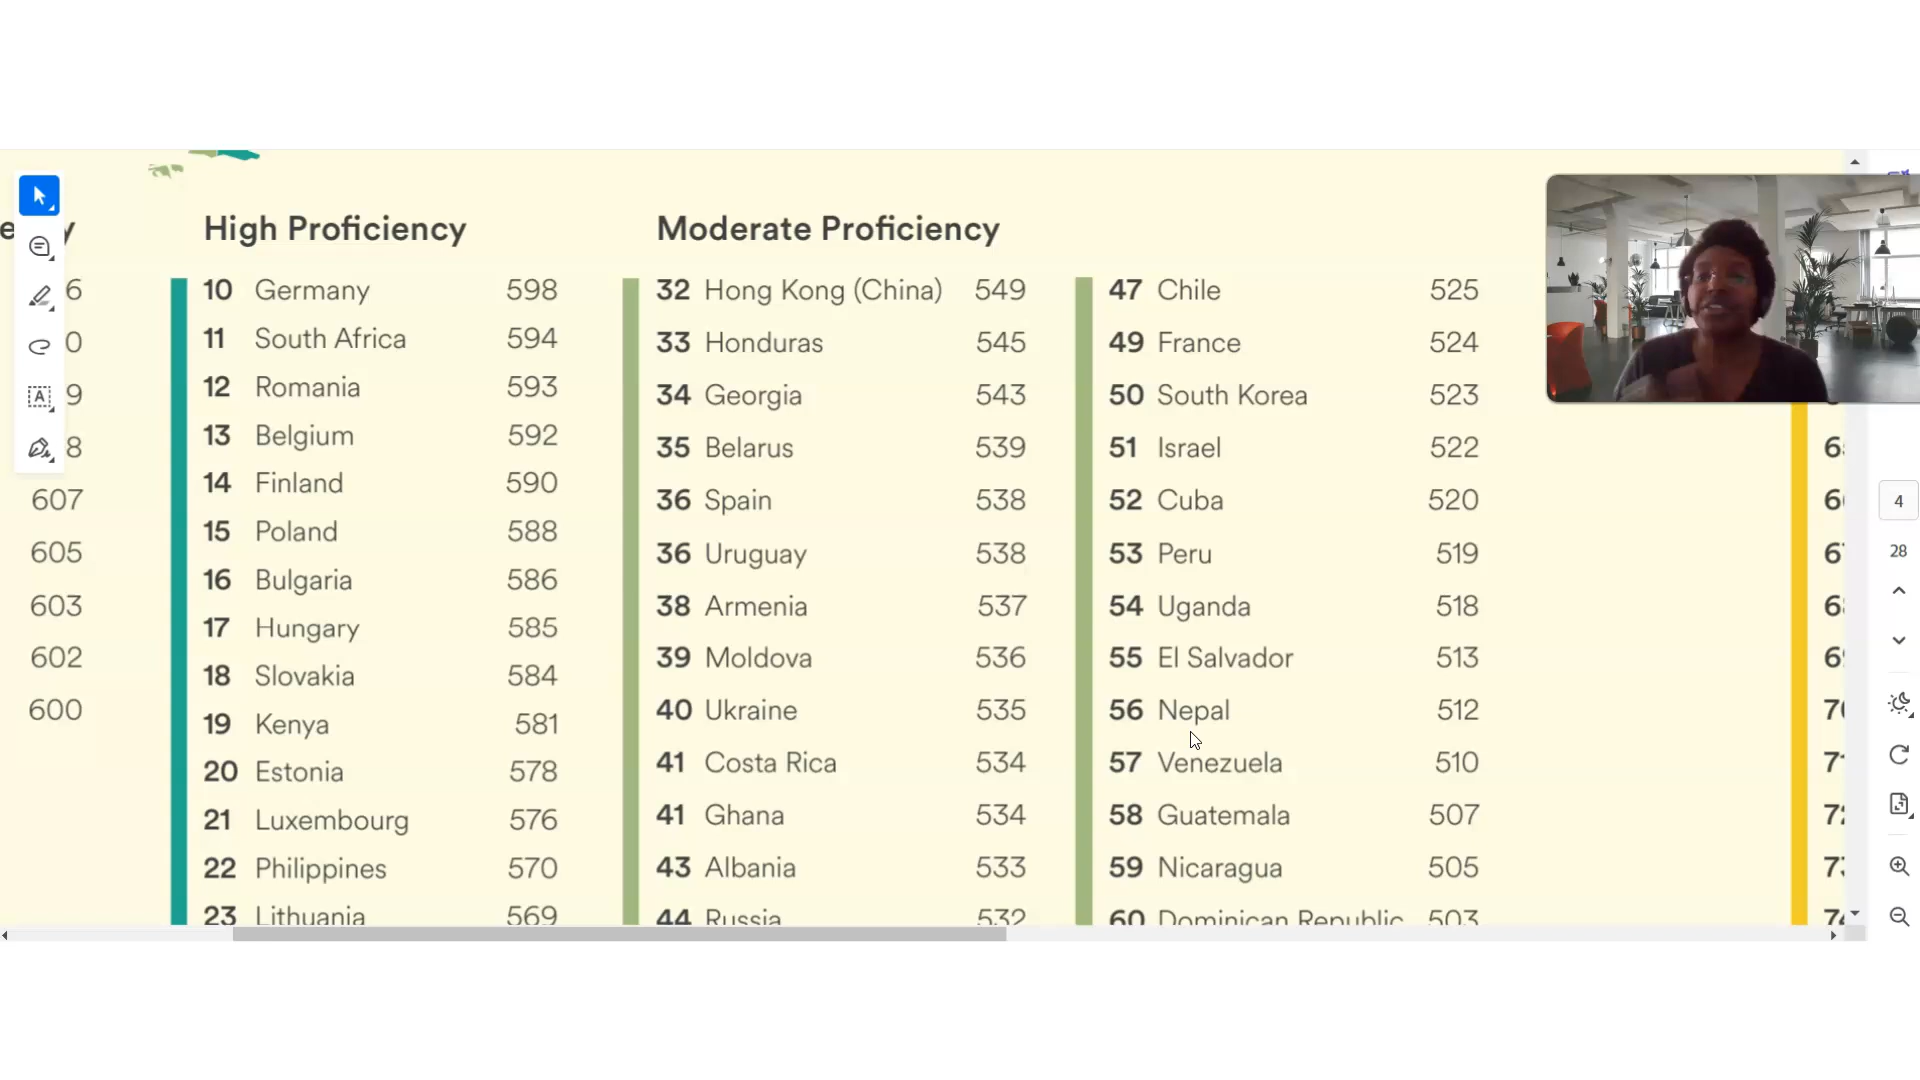 High Proficiency
Moderate Proficiency
607
605
603
602
600
10 Germany 598
11 South Africa 594
12 Romania 593
13 Belgium 592
14 Finland 590
15 Poland 588
16 Bulgaria 586
17 Hungary 585
18 Slovakia 584
19 Kenya 581
20 Estonia 578
21 Luxembourg 576
22 Philippines 570
23 Lithuania 569
32 Hong Kong (China) 549
33 Honduras 545
34 Georgia 543
35 Belarus 539
36 Spain 538
36 Uruguay 538
38 Armenia 537
39 Moldova 536
40 Ukraine 535
41 Costa Rica 534
41 Ghana 534
43 Albania 533
44 Russia 532
47 Chile 525
49 France 524
50 South Korea 523
51 Israel 522
52 Cuba 520
53 Peru 519
54 Uganda 518
55 El Salvador 513
56 Nepal 512
57 Venezuela 510
58 Guatemala 507
59 Nicaragua 505
60 Dominican Republic 503
4
28